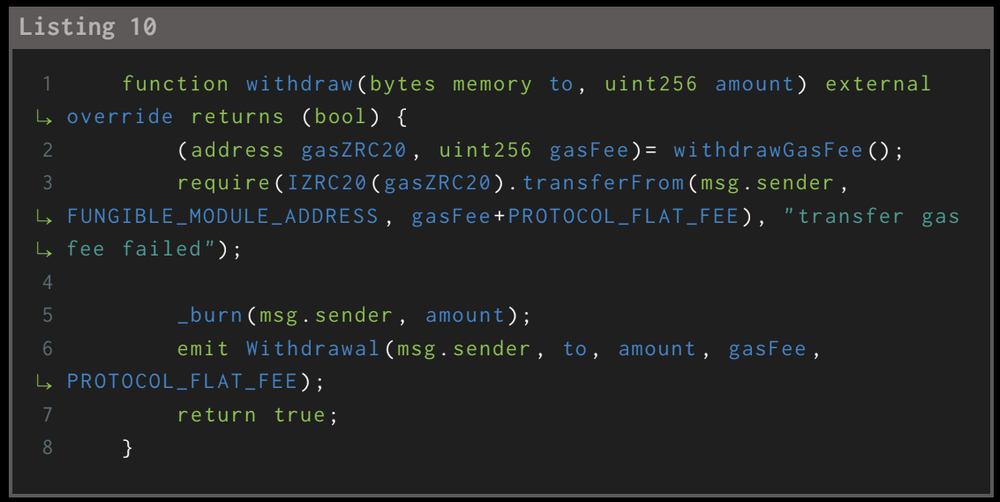 Listing 10
1 function withdraw(bytes memory to, uint256 amount) external
↳ override returns (bool) {
2 (address gasZRC20, uint256 gasFee)= withdrawGasFee();
3 require(IZRC20(gasZRC20).transferFrom(msg.sender,
↳ FUNGIBLE_MODULE_ADDRESS, gasFee+PROTOCOL_FLAT_FEE), "transfer gas
↳ fee failed");
4
5 _burn(msg.sender, amount);
6 emit Withdrawal(msg.sender, to, amount, gasFee,
↳ PROTOCOL_FLAT_FEE);
7 return true;
8 }